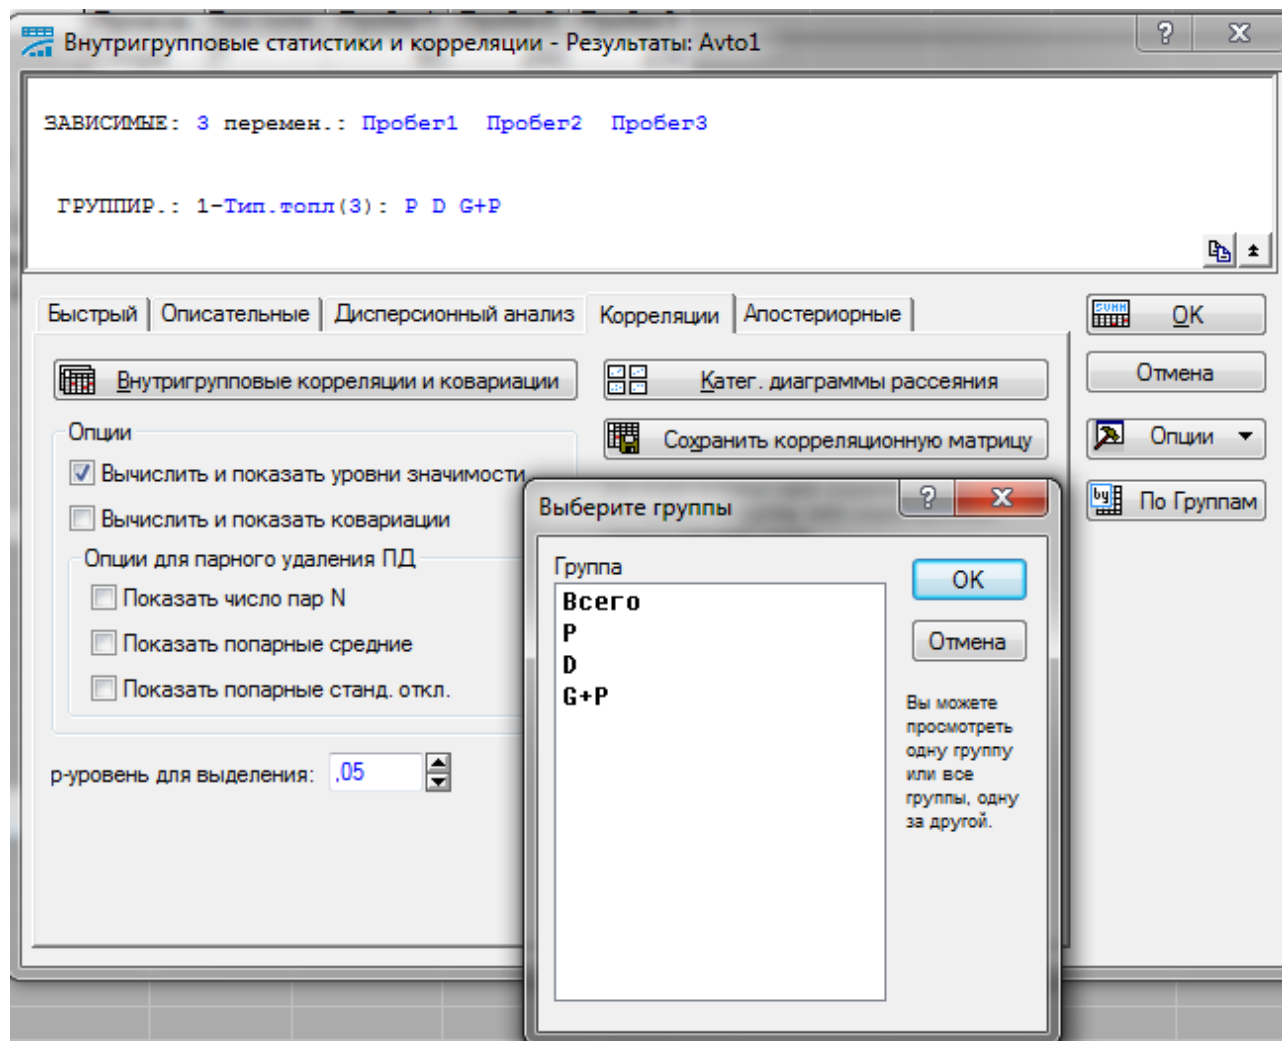 Внутригрупповые статистики и корреляции - Результаты: Avto1
ЗАВИСИМЫЕ: 3 перемен.: Пробег1 Пробег2 Пробег3
ГРУППИР.: 1-Тип.топл(3): P D G+P
Быстрый Описательные Дисперсионный анализ Корреляции Апостериорные
OK
Отмена
Опции
По Группам
Внутригрупповые корреляции и ковариации
Катег. диаграммы рассеяния
Сохранить корреляционную матрицу
Опции
Вычислить и показать уровни значимости
Вычислить и показать ковариации
Опции для парного удаления ПД
Показать число пар N
Показать попарные средние
Показать попарные станд. откл.
p-уровень для выделения: ,05
Выберите группы
Группа
Всего
P
D
G+P
OK
Отмена
Вы можете
просмотреть
одну группу
или все
группы, одну
за другой.